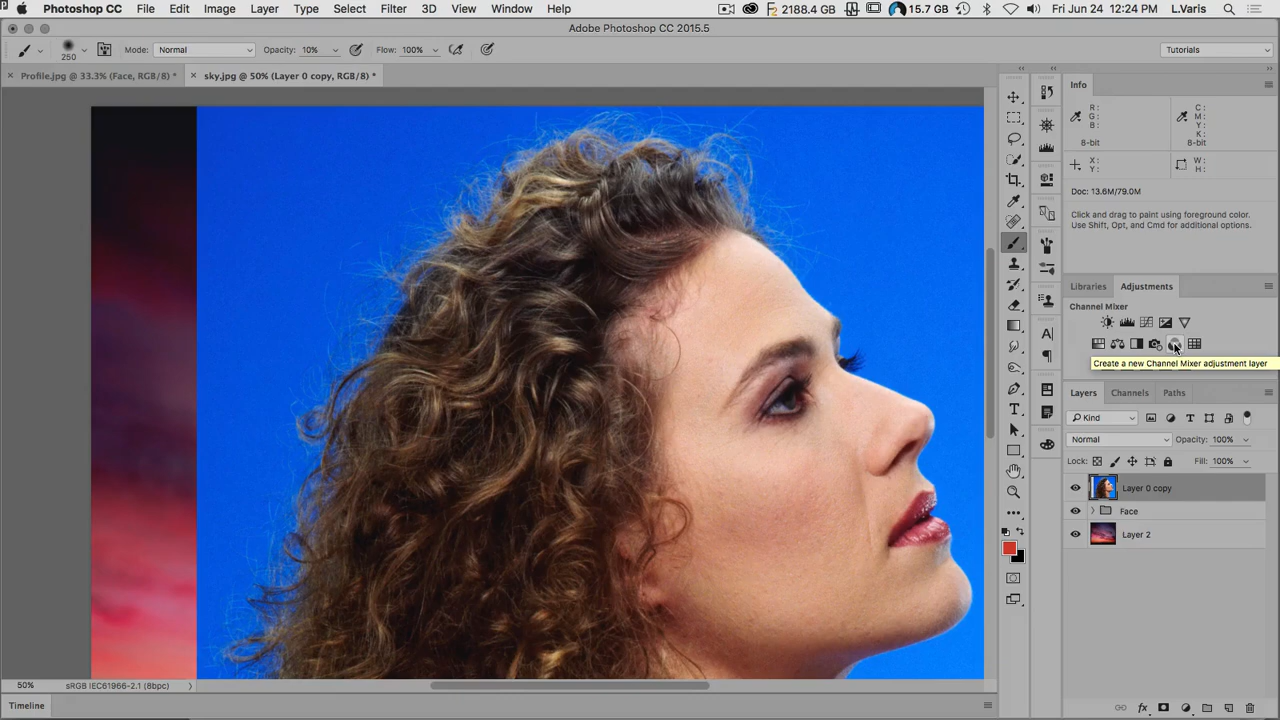 Photoshop CC File Edit Image Layer Type Select Filter 3D View Window Help 2188.4 GB 15.7 GB Fri Jun 24 12:24 PM L.Varis
Adobe Photoshop CC 2015.5
250 Mode: Normal Opacity: 10% Flow: 100% Tutorials
Profile.jpg @ 33.3% (Face, RGB/8) * sky.jpg @ 50% (Layer 0 copy, RGB/8) *
Info
R: C:
G: M:
B: Y:
K:
8-bit 8-bit
X: W:
Y: H:
Doc: 13.6M/79.0M
Click and drag to paint using foreground color.
Use Shift, Opt, and Cmd for additional options.
Libraries Adjustments
Channel Mixer
Create a new Channel Mixer adjustment layer
Layers Channels Paths
Kind
Normal Opacity: 100%
Lock: Fill: 100%
Layer 0 copy
Face
Layer 2
50% sRGB IEC61966-2.1 (8bpc)
Timeline